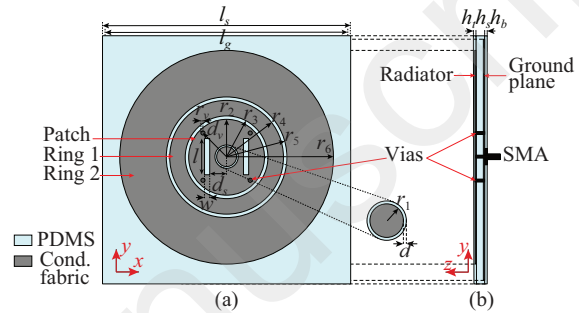 l_s
l_g
h_t h_s h_b
Radiator
Ground plane
r_v r_2
r_3 r_4
d_v
r_5
Patch
Ring 1
Ring 2
l
r_6
Vias
SMA
d_s
w
r_1
d
PDMS
Cond. fabric
y
x
y
z
(a)
(b)